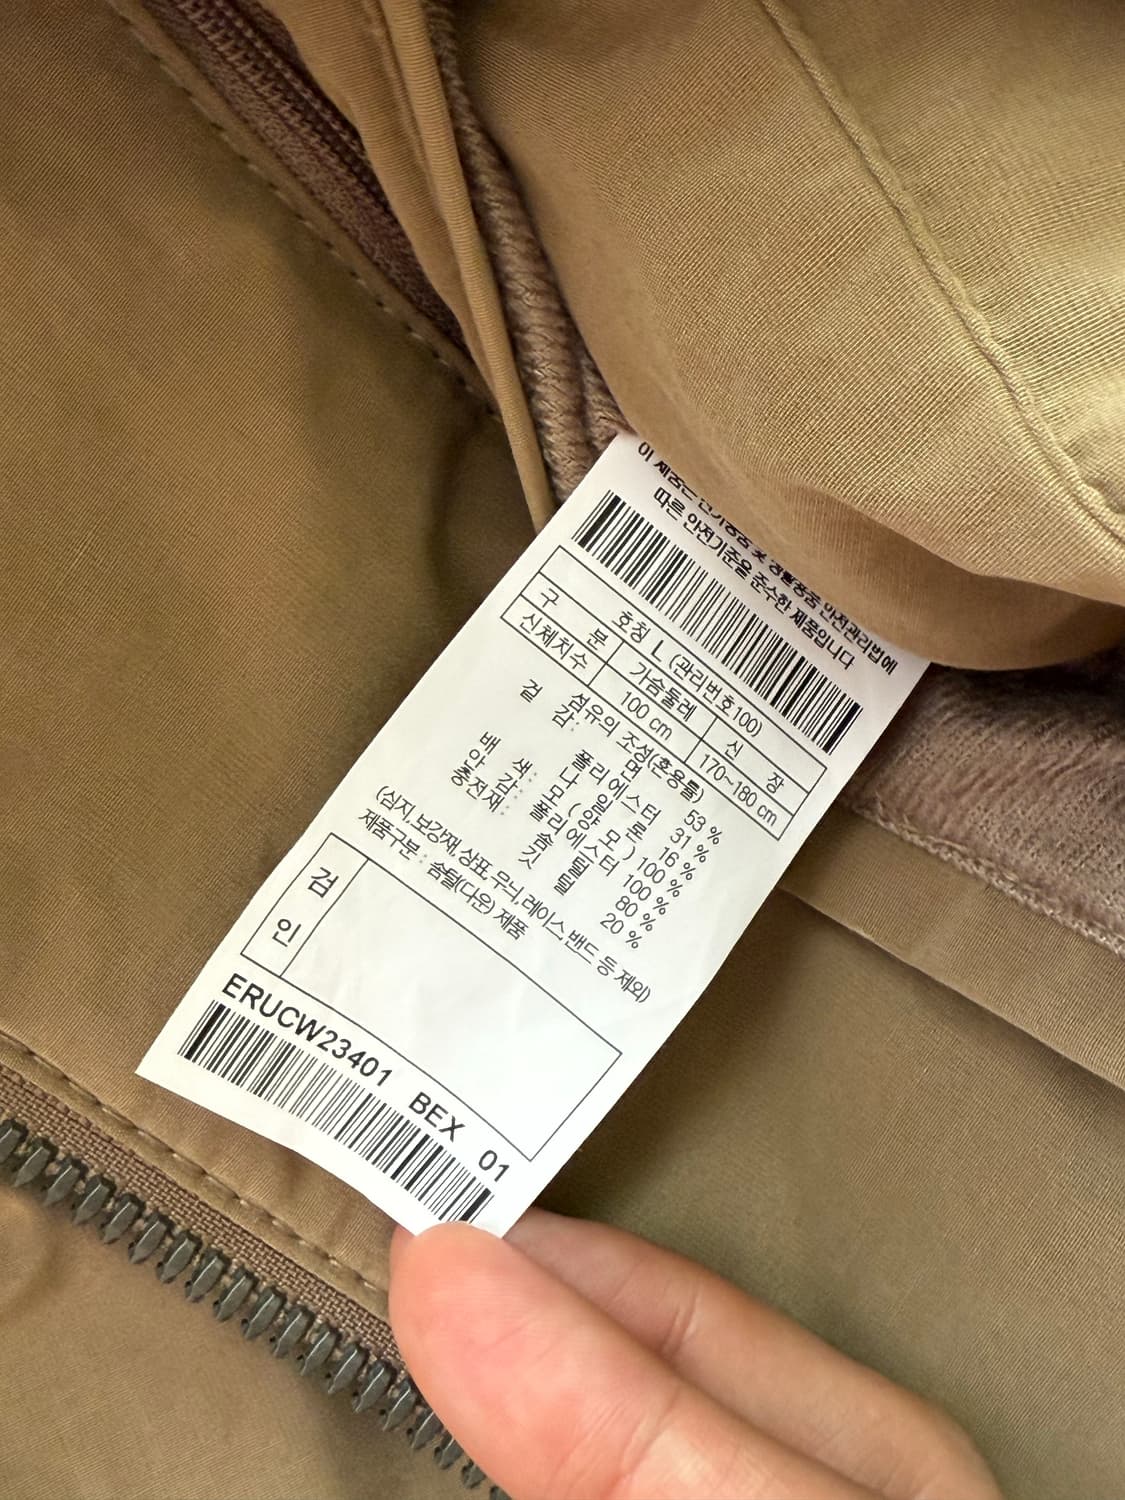 이 제품은 전기용품 및 생활용품 안전관리법에
따른 안전기준을 준수한 제품입니다
호칭 L (관리번호100)
구 분 가슴둘레 신 장
신체치수 100 cm 170~180 cm
섬유의 조성(혼용률)
겉 감: 면 53 %
폴리에스터 31 %
나 일 론 16 %
배 색: 모 (양 모) 100 %
안 감: 폴리에스터 100 %
충전재: 솜 털 80 %
깃 털 20 %
(심지,보강재,상표,무늬,레이스,밴드 등 제외)
제품구분 : 솜털(다운) 제품
검 인
ERUCW23401 BEX 01